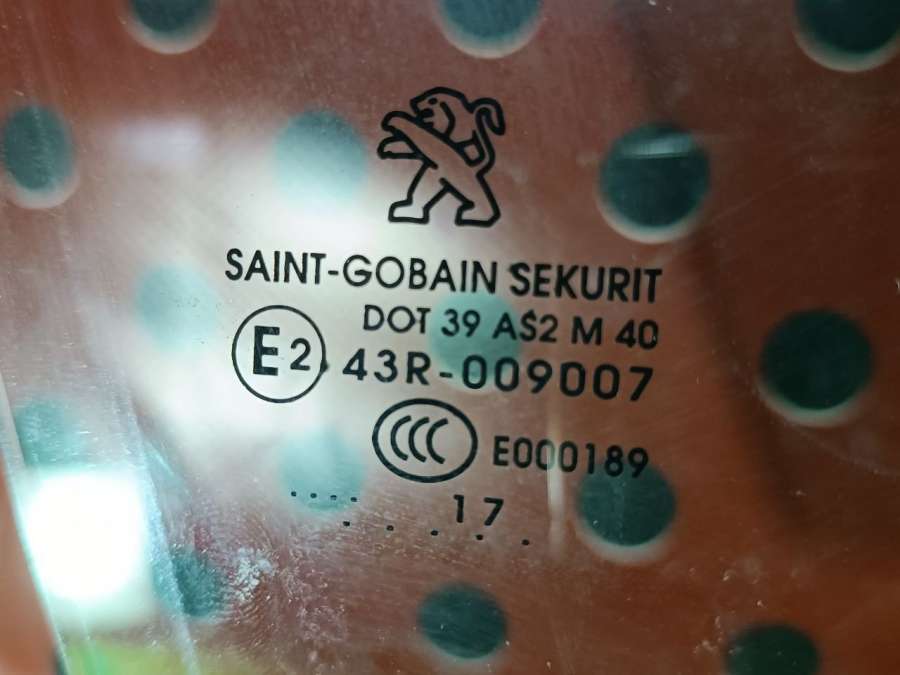 SAINT-GOBAIN SEKURIT
DOT 39 AS2 M 40
E2 43R-009007
CCC E000189
.... 17
. . . . .